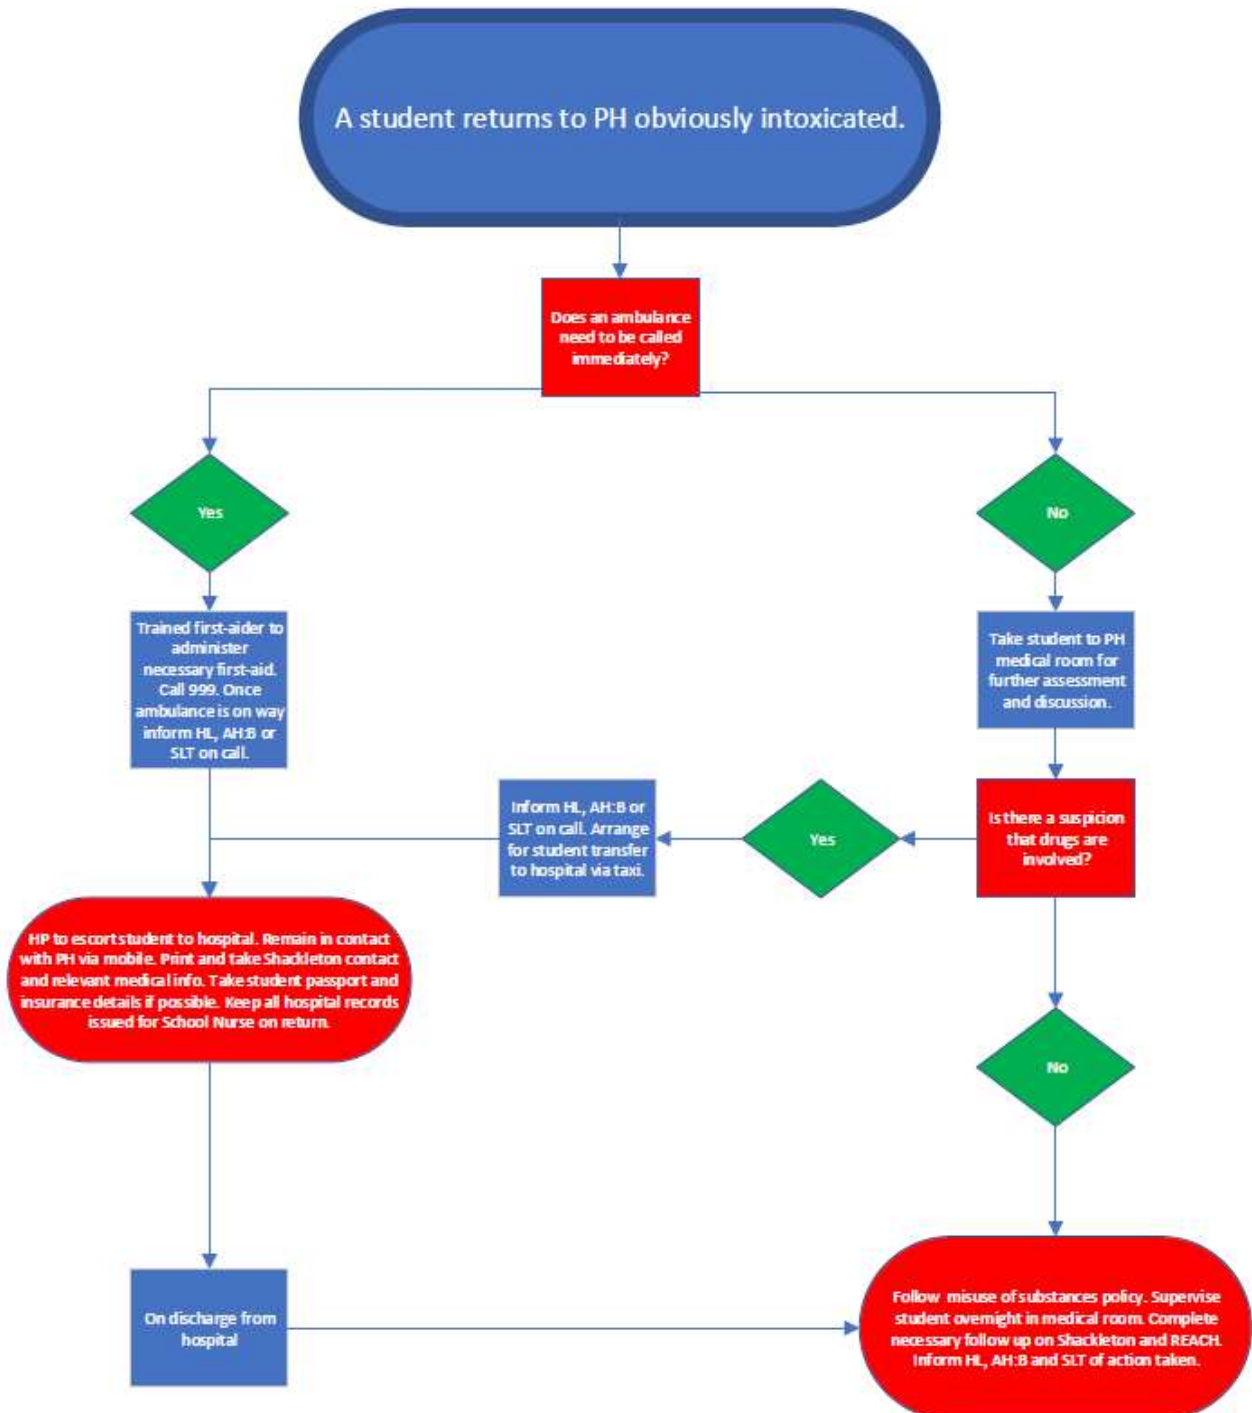 A student returns to PH obviously intoxicated.
Does an ambulance
need to be called
immediately?
Yes
No
Trained first-aider to
administer
necessary first-aid.
Call 999. Once
ambulance is on way
inform HL, AH:B or
SLT on call.
Take student to PH
medical room for
further assessment
and discussion.
Inform HL, AH:B or
SLT on call. Arrange
for student transfer
to hospital via taxi.
Yes
Is there a suspicion
that drugs are
involved?
HP to escort student to hospital. Remain in contact
with PH via mobile. Print and take Shackleton contact
and relevant medical info. Take student passport and
insurance details if possible. Keep all hospital records
issued for School Nurse on return.
No
On discharge from
hospital
Follow misuse of substances policy. Supervise
student overnight in medical room. Complete
necessary follow up on Shackleton and REACH.
Inform HL, AH:B and SLT of action taken.